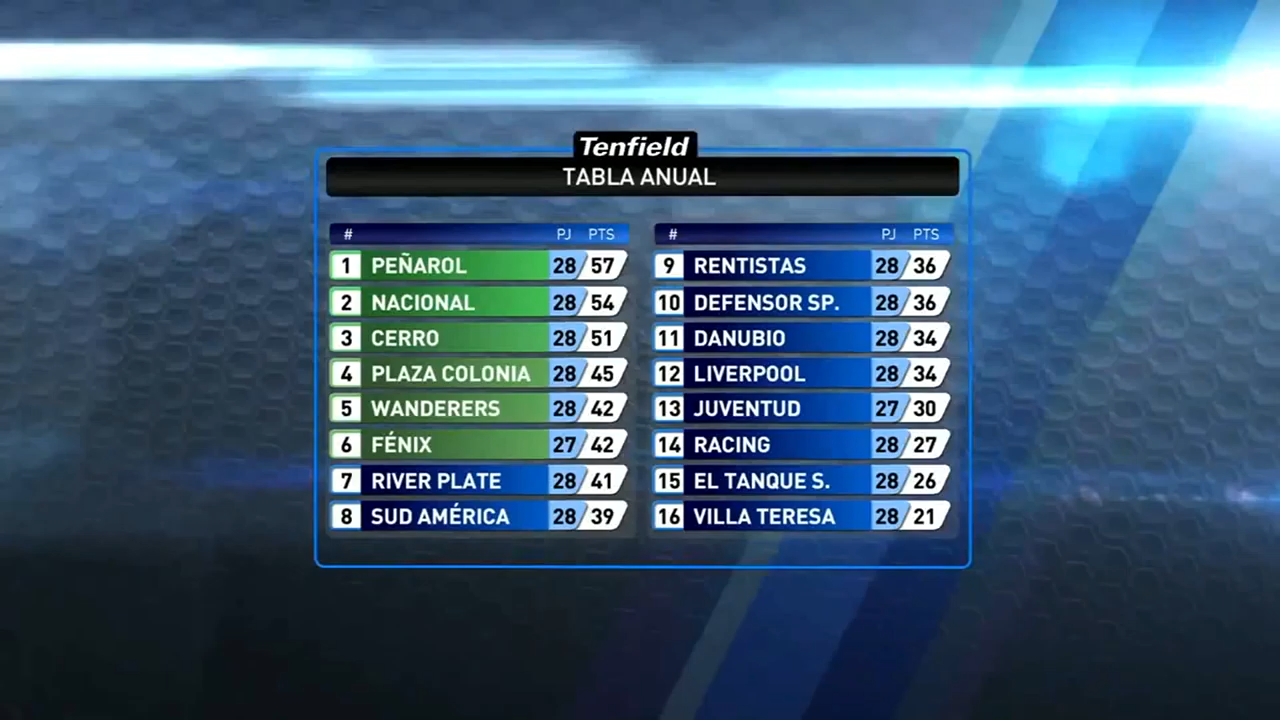 Tenfield
TABLA ANUAL
# PJ PTS
1 PEÑAROL 28 57
2 NACIONAL 28 54
3 CERRO 28 51
4 PLAZA COLONIA 28 45
5 WANDERERS 28 42
6 FÉNIX 27 42
7 RIVER PLATE 28 41
8 SUD AMÉRICA 28 39
# PJ PTS
9 RENTISTAS 28 36
10 DEFENSOR SP. 28 36
11 DANUBIO 28 34
12 LIVERPOOL 28 34
13 JUVENTUD 27 30
14 RACING 28 27
15 EL TANQUE S. 28 26
16 VILLA TERESA 28 21